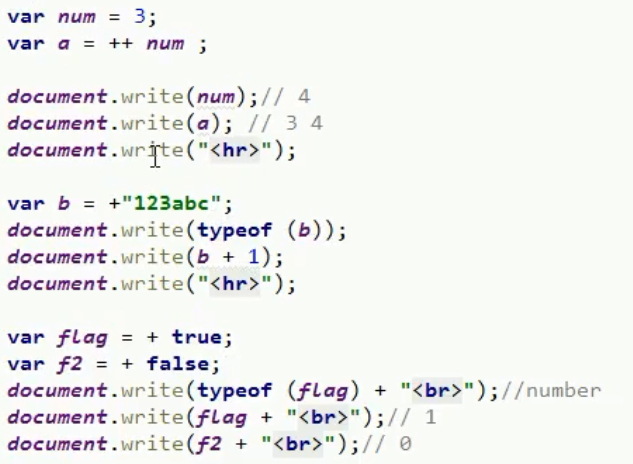 var num = 3;
var a = ++ num ;
document.write(num);// 4
document.write(a); // 3 4
document.write("<hr>");
var b = +"123abc";
document.write(typeof (b));
document.write(b + 1);
document.write("<hr>");
var flag = + true;
var f2 = + false;
document.write(typeof (flag) + "<br>");//number
document.write(flag + "<br>");// 1
document.write(f2 + "<br>");// 0